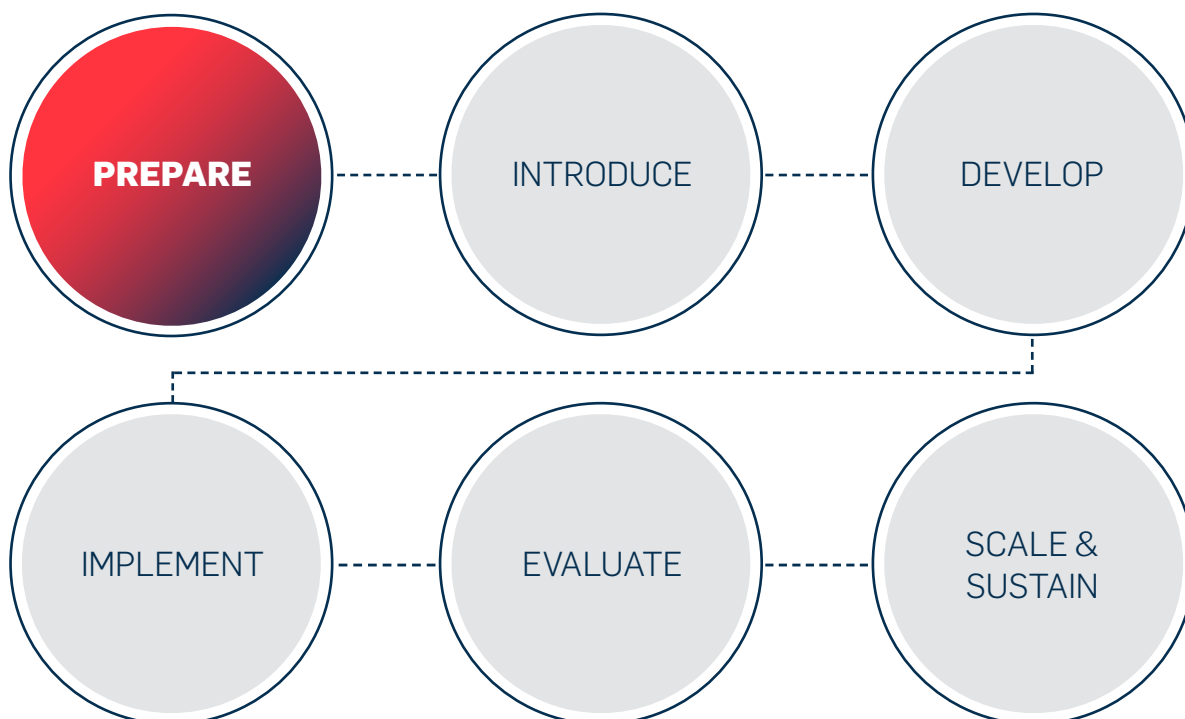 PREPARE
INTRODUCE
DEVELOP
IMPLEMENT
EVALUATE
SCALE &
SUSTAIN